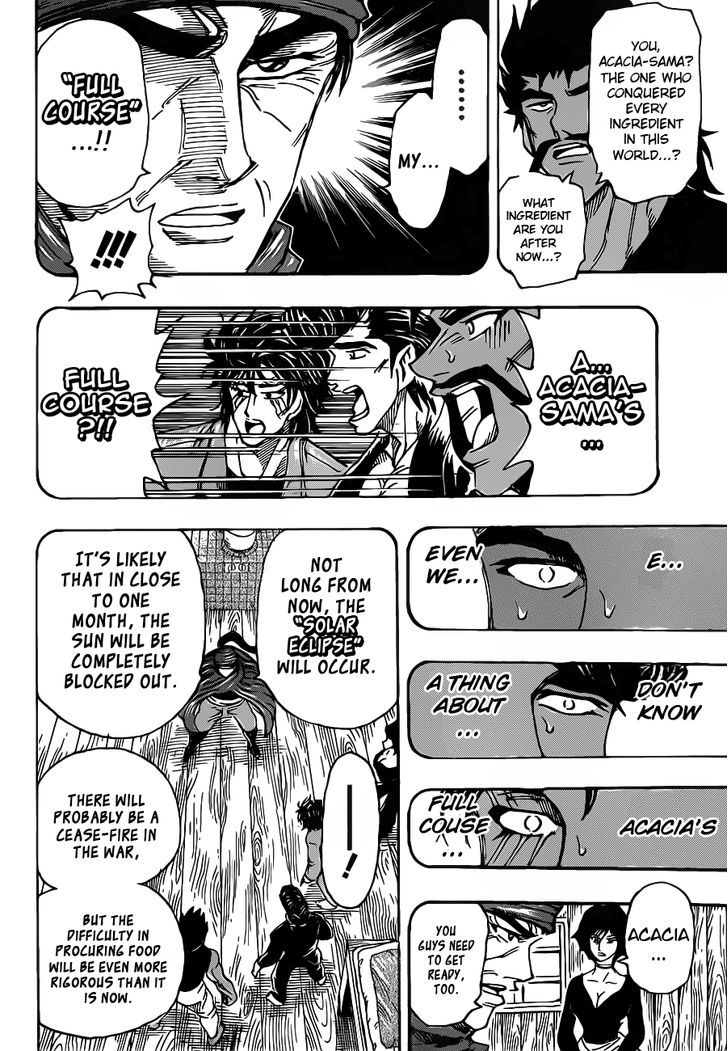 YOU,
ACACIA-SAMA?
THE ONE WHO
CONQUERED
EVERY
INGREDIENT
IN THIS
WORLD...?
WHAT
INGREDIENT
ARE YOU
AFTER
NOW...?
......
MY...
"FULL
COURSE"
...!!
!!!
A...
ACACIA-
SAMA'S
...
FULL
COURSE
?!!
E...
EVEN
WE...
DON'T
KNOW
A THING
ABOUT
...
ACACIA'S
FULL
COUSE
...
ACACIA
...
YOU
GUYS NEED
TO GET
READY,
TOO.
NOT
LONG FROM
NOW, THE
"SOLAR
ECLIPSE"
WILL OCCUR.
IT'S LIKELY
THAT IN CLOSE
TO ONE
MONTH, THE
SUN WILL BE
COMPLETELY
BLOCKED OUT.
—!
THERE WILL
PROBABLY BE A
CEASE-FIRE IN
THE WAR,
BUT THE
DIFFICULTY IN
PROCURING FOOD
WILL BE EVEN MORE
RIGOROUS THAN IT
IS NOW.